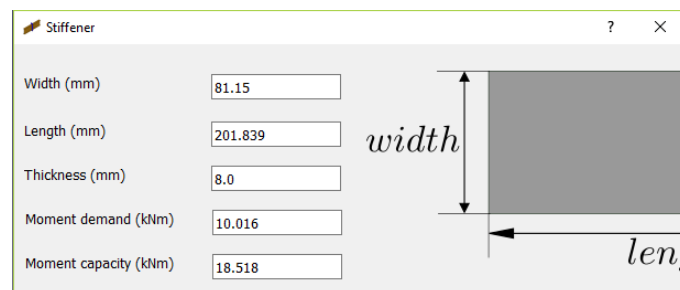 Stiffener ? ×
Width (mm) 81.15
width
Length (mm) 201.839
Thickness (mm) 8.0
Moment demand (kNm) 10.016
Moment capacity (kNm) 18.518